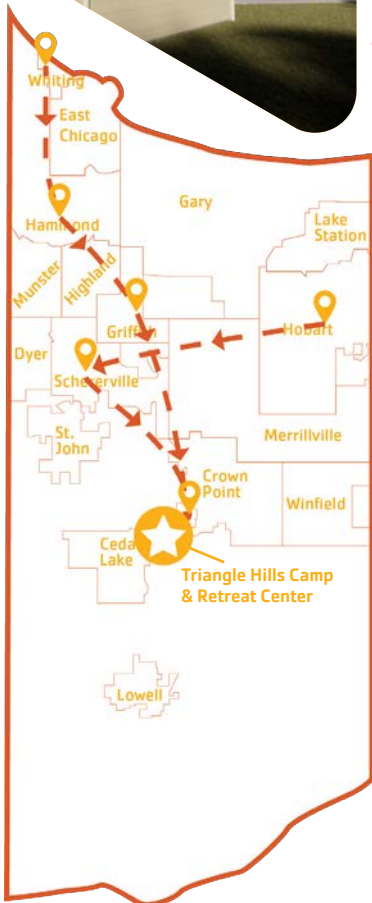 Whiting
East
Chicago
Gary
Hammond
Lake
Station
Munster
Highland
Griffith
Hobart
Dyer
Schererville
St.
John
Merrillville
Crown
Point
Winfield
Cedar
Lake
Triangle Hills Camp
& Retreat Center
Lowell